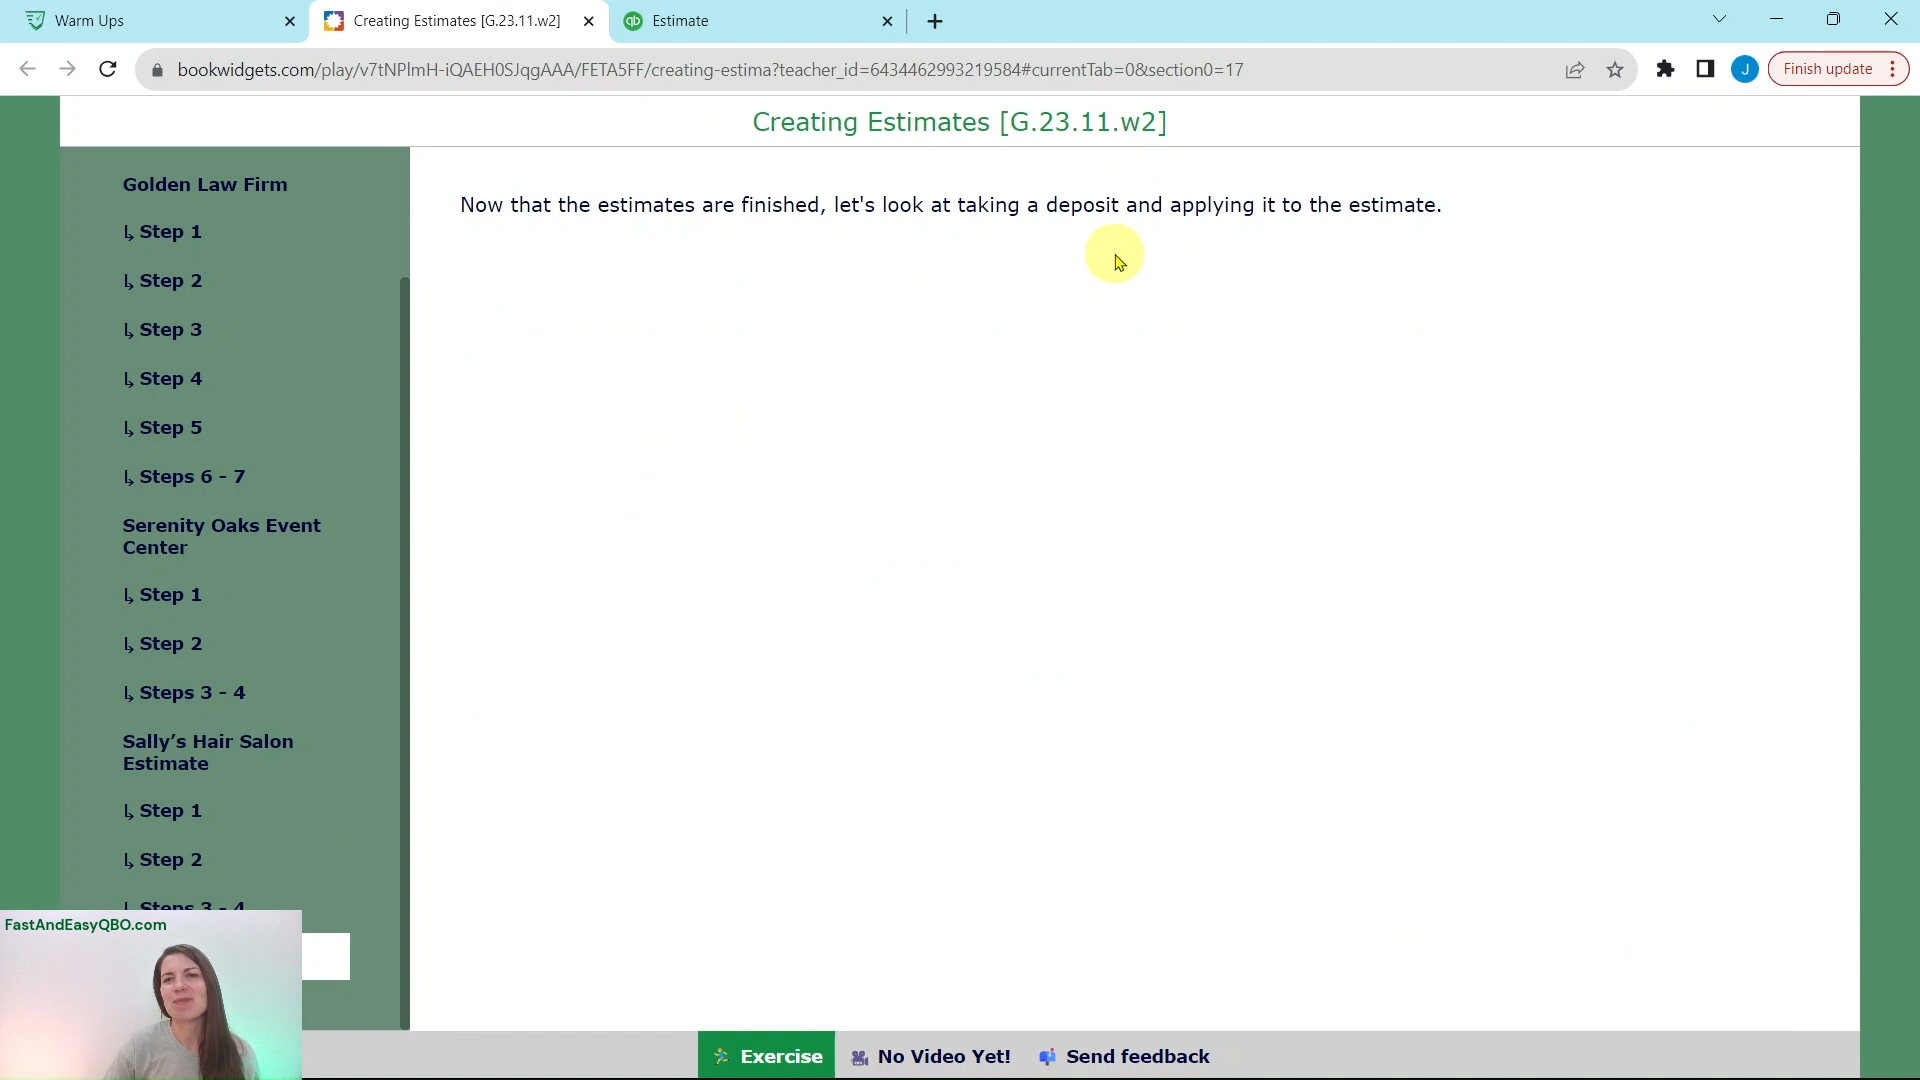 Warm Ups
Creating Estimates [G.23.11.w2]
Estimate
bookwidgets.com/play/v7tNPlmH-iQAEH0SJqgAAA/FETA5FF/creating-estima?teacher_id=6434462993219584#currentTab=0&section0=17
J
Finish update
Creating Estimates [G.23.11.w2]
Golden Law Firm
↳ Step 1
↳ Step 2
↳ Step 3
↳ Step 4
↳ Step 5
↳ Steps 6 - 7
Serenity Oaks Event
Center
↳ Step 1
↳ Step 2
↳ Steps 3 - 4
Sally’s Hair Salon
Estimate
↳ Step 1
↳ Step 2
↳ Steps 3 - 4
Now that the estimates are finished, let's look at taking a deposit and applying it to the estimate.
FastAndEasyQBO.com
Exercise
No Video Yet!
Send feedback